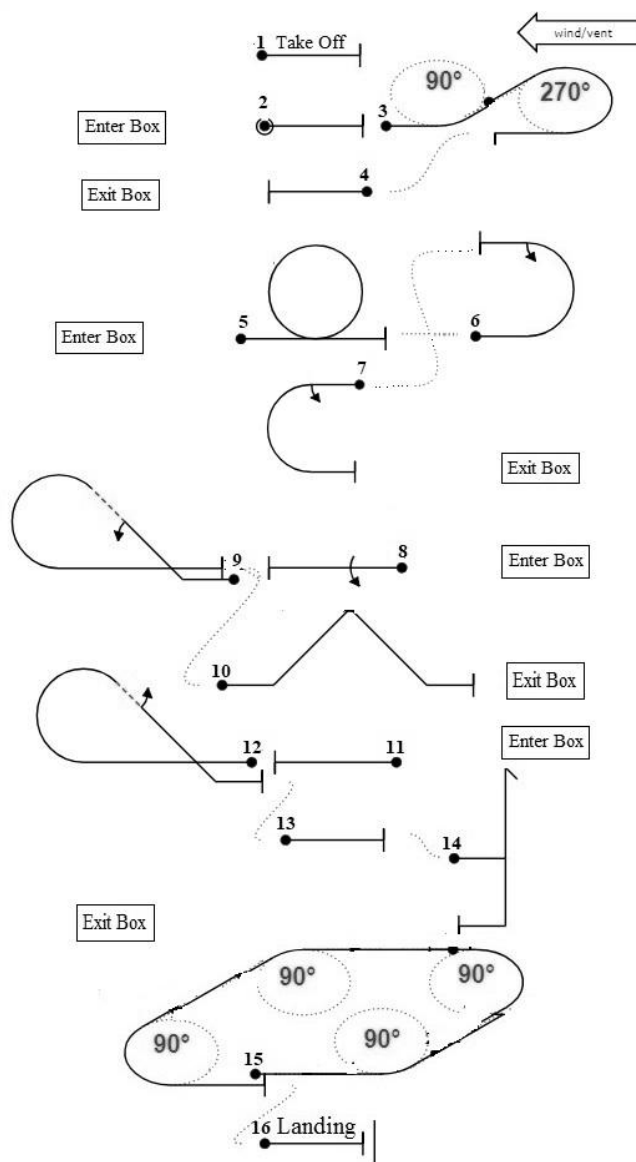 wind/vent
1 Take Off
90°
270°
2
3
Enter Box
4
Exit Box
5
6
Enter Box
7
Exit Box
9
8
Enter Box
10
Exit Box
12
11
Enter Box
13
14
Exit Box
90°
90°
90°
90°
15
16 Landing